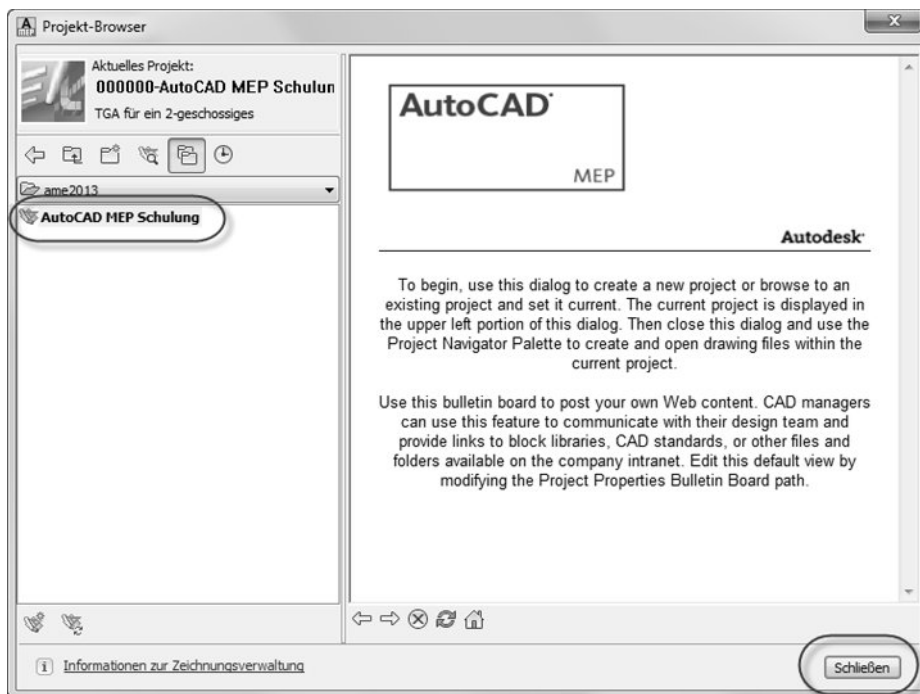 Projekt-Browser
Aktuelles Projekt:
000000-AutoCAD MEP Schulun
TGA für ein 2-geschossiges
ame2013
AutoCAD MEP Schulung
AutoCAD
MEP
Autodesk
To begin, use this dialog to create a new project or browse to an
existing project and set it current. The current project is displayed in
the upper left portion of this dialog. Then close this dialog and use the
Project Navigator Palette to create and open drawing files within the
current project.
Use this bulletin board to post your own Web content. CAD managers
can use this feature to communicate with their design team and
provide links to block libraries, CAD standards, or other files and
folders available on the company intranet. Edit this default view by
modifying the Project Properties Bulletin Board path.
Informationen zur Zeichnungsverwaltung
Schließen